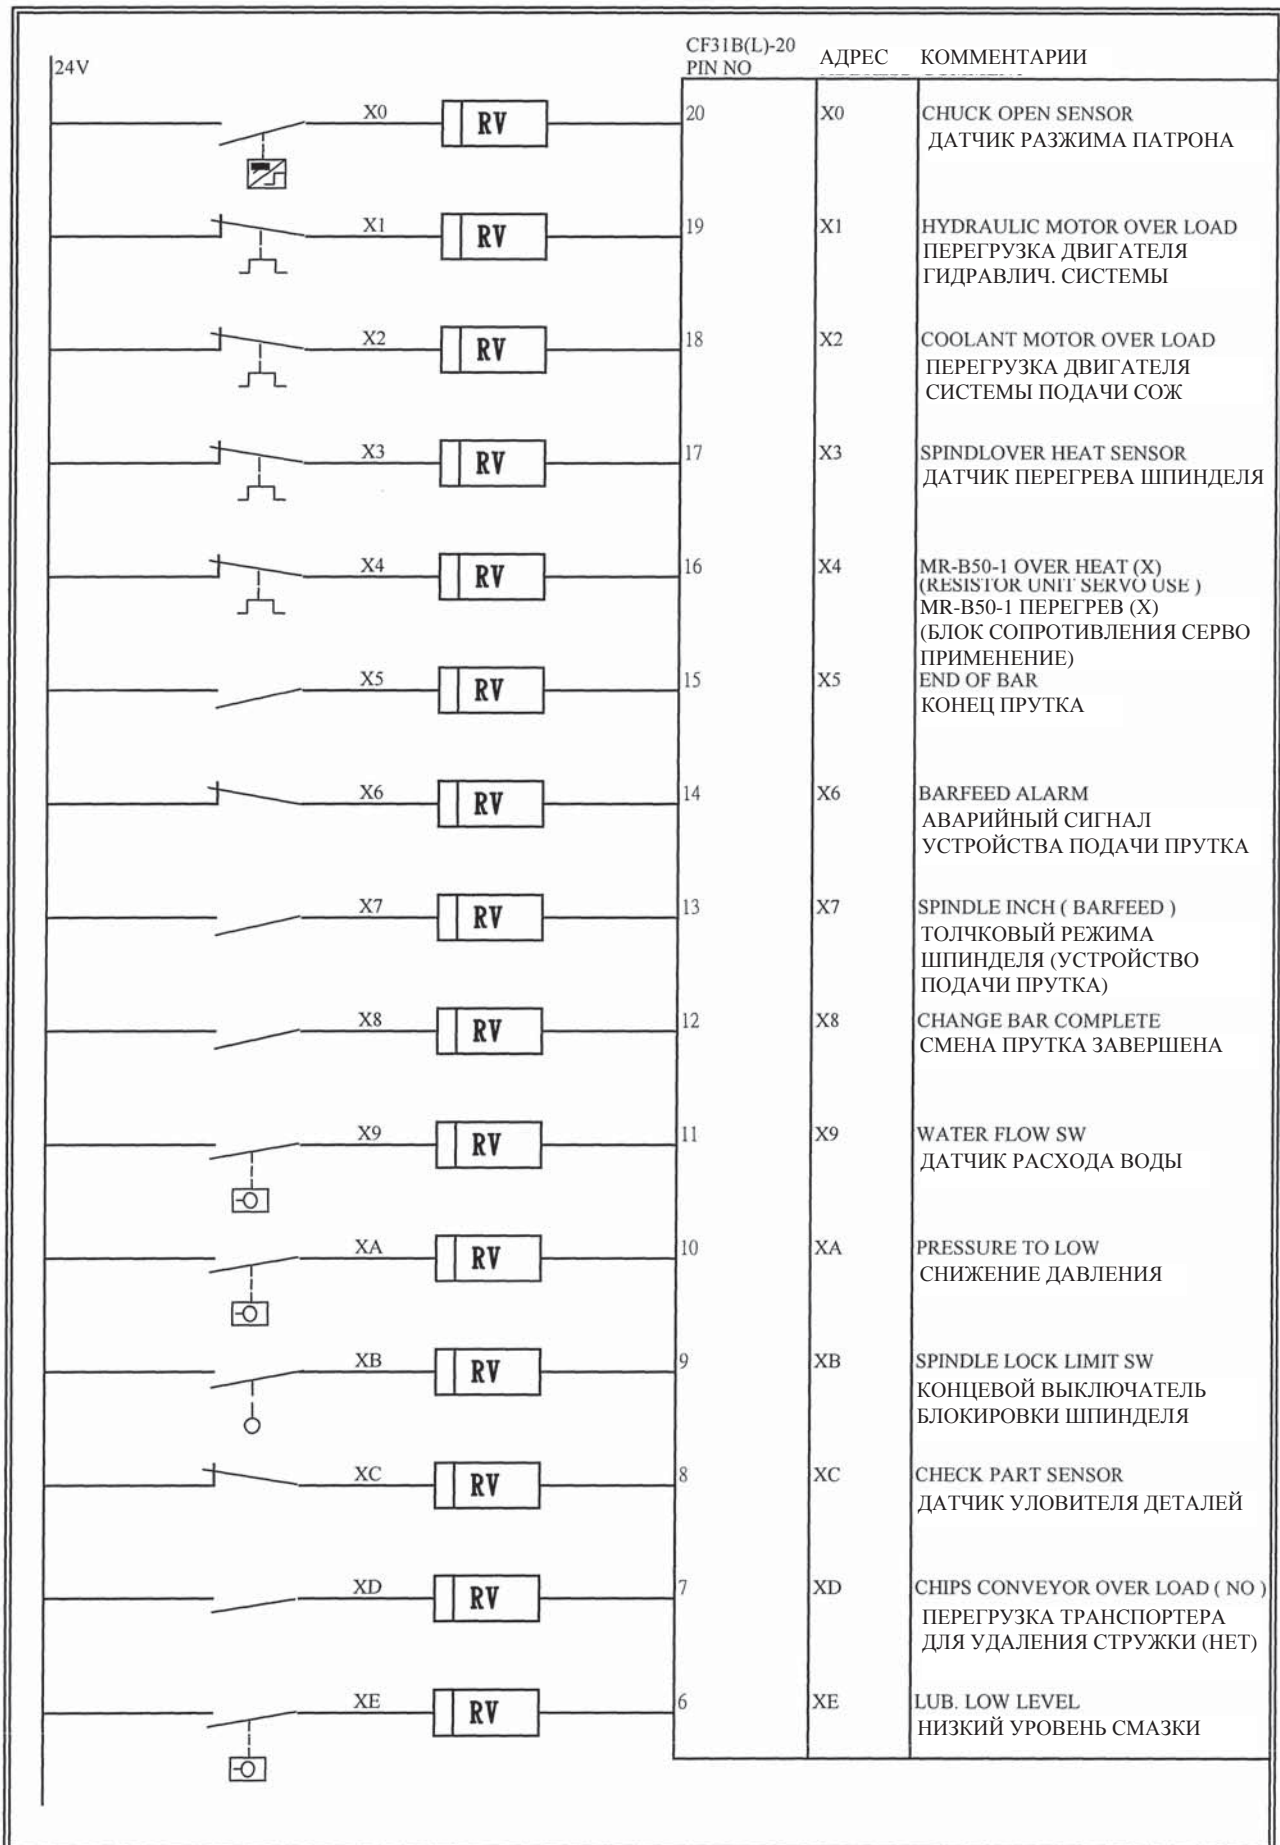 24V
CF31B(L)-20
PIN NO
АДРЕС КОММЕНТАРИИ
X0 RV 20 X0 CHUCK OPEN SENSOR
ДАТЧИК РАЗЖИМА ПАТРОНА
X1 RV 19 X1 HYDRAULIC MOTOR OVER LOAD
ПЕРЕГРУЗКА ДВИГАТЕЛЯ
ГИДРАВЛИЧ. СИСТЕМЫ
X2 RV 18 X2 COOLANT MOTOR OVER LOAD
ПЕРЕГРУЗКА ДВИГАТЕЛЯ
СИСТЕМЫ ПОДАЧИ СОЖ
X3 RV 17 X3 SPINDLOVER HEAT SENSOR
ДАТЧИК ПЕРЕГРЕВА ШПИНДЕЛЯ
X4 RV 16 X4 MR-B50-1 OVER HEAT (X)
(RESISTOR UNIT SERVO USE )
MR-B50-1 ПЕРЕГРЕВ (X)
(БЛОК СОПРОТИВЛЕНИЯ СЕРВО
ПРИМЕНЕНИЕ)
X5 RV 15 X5 END OF BAR
КОНЕЦ ПРУТКА
X6 RV 14 X6 BARFEED ALARM
АВАРИЙНЫЙ СИГНАЛ
УСТРОЙСТВА ПОДАЧИ ПРУТКА
X7 RV 13 X7 SPINDLE INCH ( BARFEED )
ТОЛЧКОВЫЙ РЕЖИМА
ШПИНДЕЛЯ (УСТРОЙСТВО
ПОДАЧИ ПРУТКА)
X8 RV 12 X8 CHANGE BAR COMPLETE
СМЕНА ПРУТКА ЗАВЕРШЕНА
X9 RV 11 X9 WATER FLOW SW
ДАТЧИК РАСХОДА ВОДЫ
XA RV 10 XA PRESSURE TO LOW
СНИЖЕНИЕ ДАВЛЕНИЯ
XB RV 9 XB SPINDLE LOCK LIMIT SW
КОНЦЕВОЙ ВЫКЛЮЧАТЕЛЬ
БЛОКИРОВКИ ШПИНДЕЛЯ
XC RV 8 XC CHECK PART SENSOR
ДАТЧИК УЛОВИТЕЛЯ ДЕТАЛЕЙ
XD RV 7 XD CHIPS CONVEYOR OVER LOAD ( NO )
ПЕРЕГРУЗКА ТРАНСПОРТЕРА
ДЛЯ УДАЛЕНИЯ СТРУЖКИ (НЕТ)
XE RV 6 XE LUB. LOW LEVEL
НИЗКИЙ УРОВЕНЬ СМАЗКИ